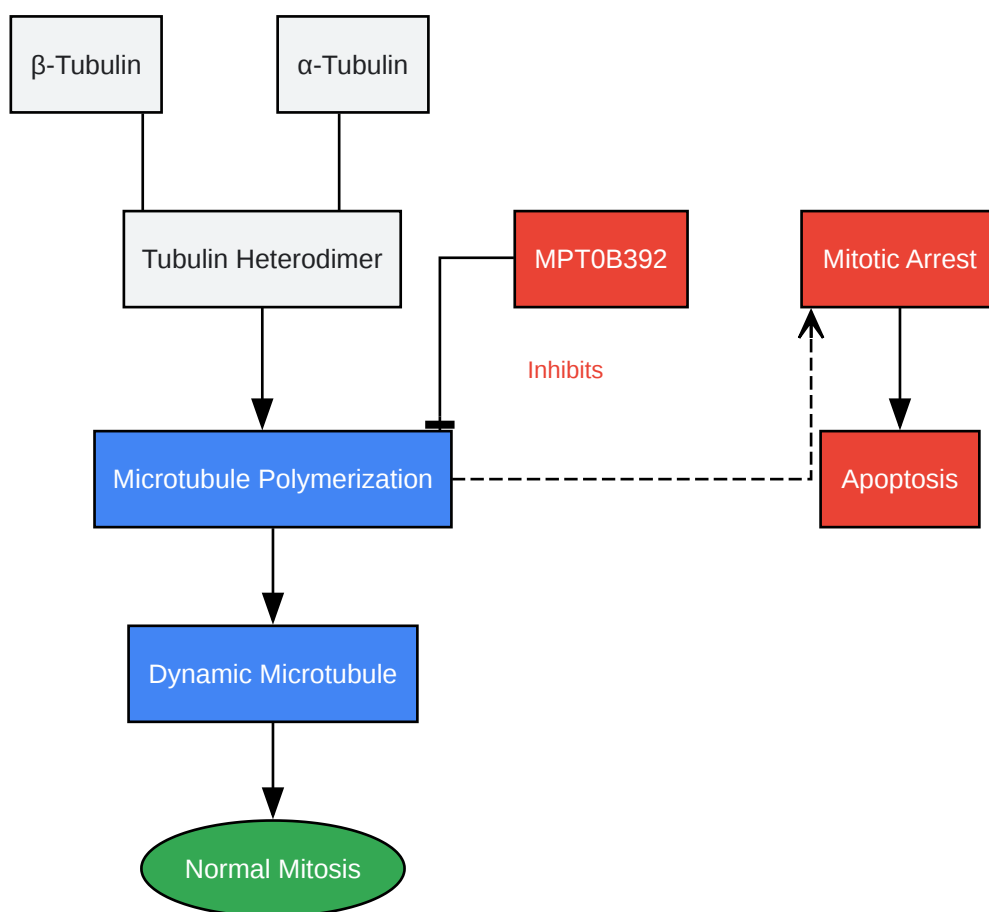 β-Tubulin
α-Tubulin
Tubulin Heterodimer
MPT0B392
Mitotic Arrest
Inhibits
Microtubule Polymerization
Apoptosis
Dynamic Microtubule
Normal Mitosis